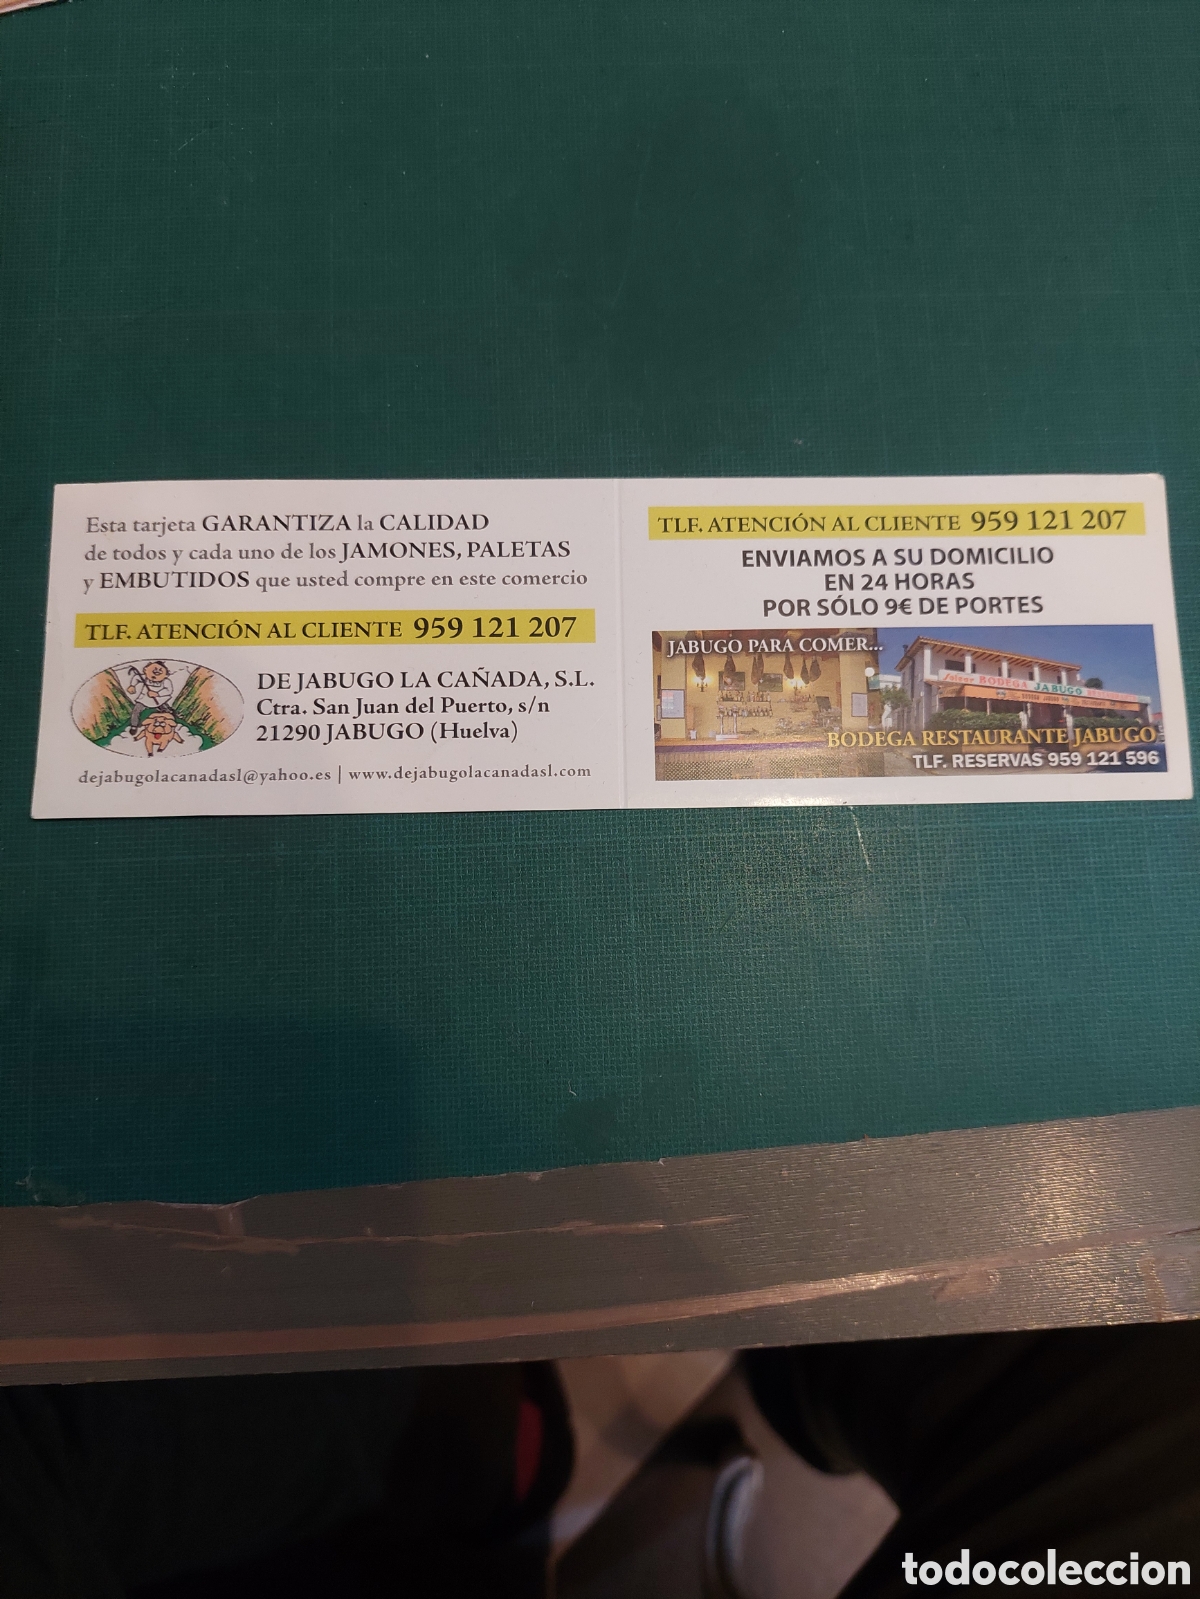 Esta tarjeta GARANTIZA la CALIDAD
de todos y cada uno de los JAMONES, PALETAS
y EMBUTIDOS que usted compre en este comercio
TLF. ATENCIÓN AL CLIENTE 959 121 207
DE JABUGO LA CAÑADA, S.L.
Ctra. San Juan del Puerto, s/n
21290 JABUGO (Huelva)
dejabugolacanadasl@yahoo.es | www.dejabugolacanadasl.com
TLF. ATENCIÓN AL CLIENTE 959 121 207
ENVIAMOS A SU DOMICILIO
EN 24 HORAS
POR SÓLO 9€ DE PORTES
JABUGO PARA COMER...
BODEGA JABUGO
BODEGA RESTAURANTE JABUGO
TLF. RESERVAS 959 121 596
todocoleccion